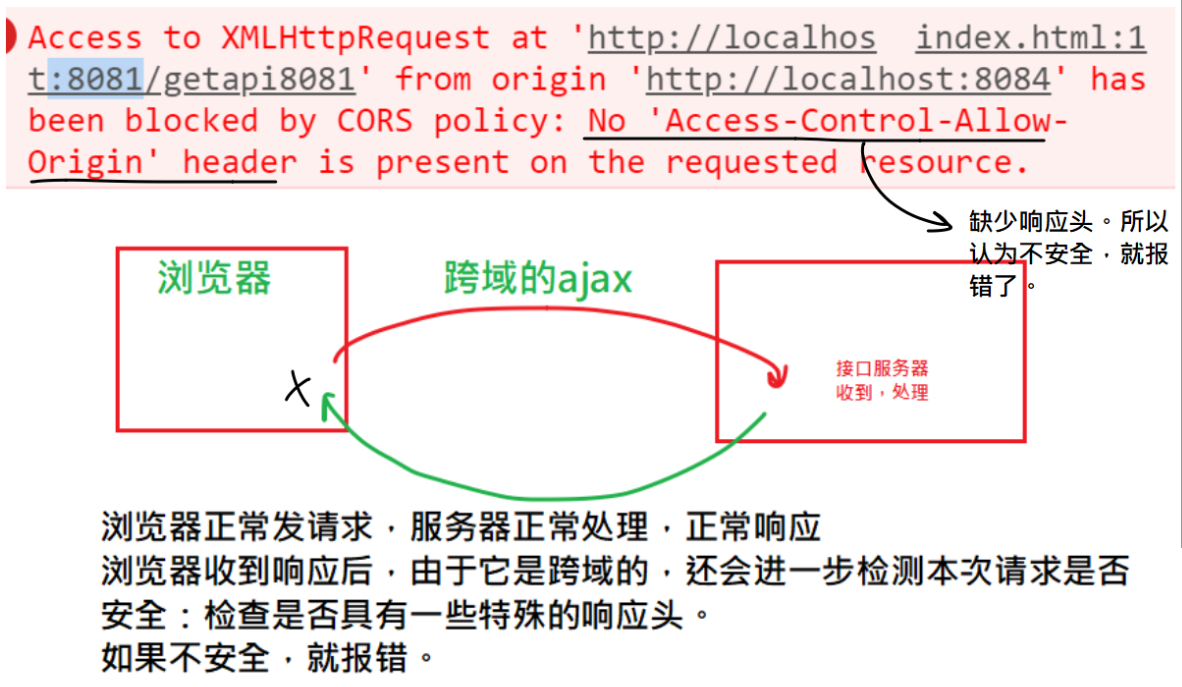 Access to XMLHttpRequest at 'http://localhos index.html:1
t:8081/getapi8081' from origin 'http://localhost:8084' has
been blocked by CORS policy: No 'Access-Control-Allow-
Origin' header is present on the requested resource.
缺少响应头。所以
认为不安全，就报
错了。
浏览器
跨域的ajax
X
接口服务器
收到，处理
浏览器正常发请求，服务器正常处理，正常响应
浏览器收到响应后，由于它是跨域的，还会进一步检测本次请求是否
安全：检查是否具有一些特殊的响应头。
如果不安全，就报错。